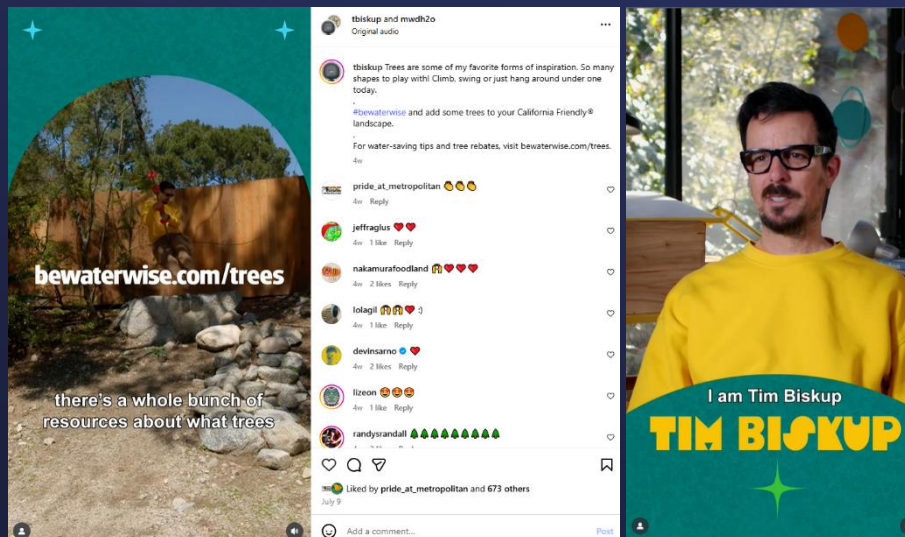 bewaterwise.com/trees
there's a whole bunch of
resources about what trees
tbiskup and mwdh2o
Original audio
tbiskup Trees are some of my favorite forms of inspiration. So many
shapes to play with! Climb, swing or just hang around under one
today.
.
#bewaterwise and add some trees to your California Friendly®
landscape.
.
For water-saving tips and tree rebates, visit bewaterwise.com/trees.
4w
pride_at_metropolitan 👏👏👏
4w Reply
jeffraglus ❤️❤️
4w 1 like Reply
nakamurafoodland 🙌❤️❤️❤️
4w 2 likes Reply
lolagil 🙌🙌❤️ :)
4w 1 like Reply
devinsarno ❤️
4w 2 likes Reply
lizeon 😍😍😍
4w 1 like Reply
randysrandall 🌲🌲🌲🌲🌲🌲🌲🌲🌲
Liked by pride_at_metropolitan and 673 others
July 9
Add a comment...
Post
I am Tim Biskup
TIM BISKUP